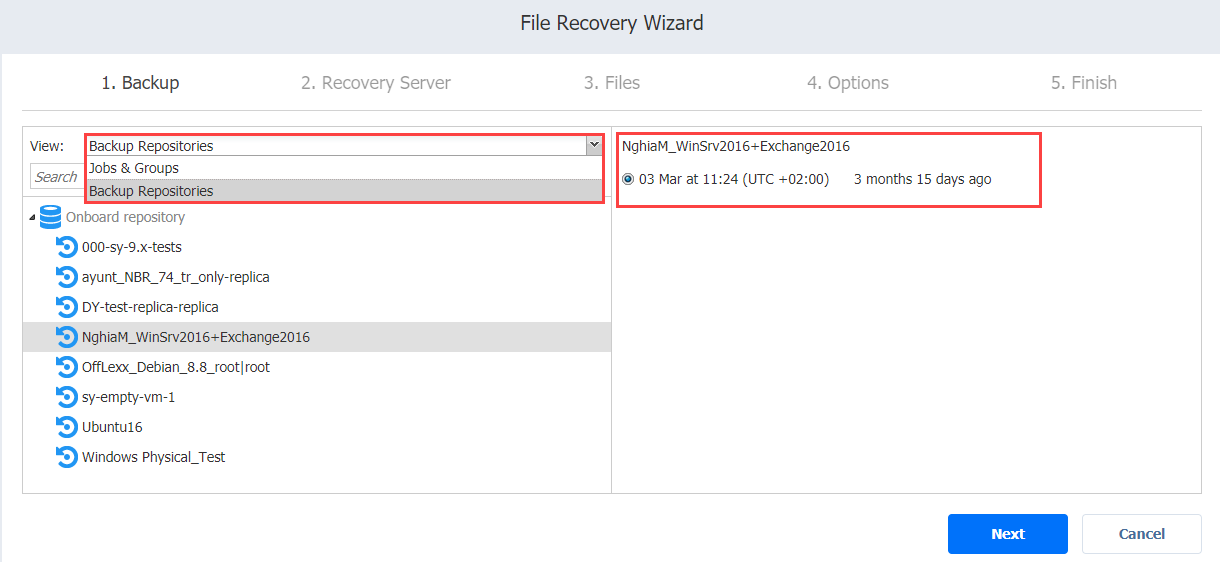 File Recovery Wizard
1. Backup
2. Recovery Server
3. Files
4. Options
5. Finish
View:
Backup Repositories
Jobs & Groups
Backup Repositories
Search
Onboard repository
000-sy-9.x-tests
ayunt_NBR_74_tr_only-replica
DY-test-replica-replica
NghiaM_WinSrv2016+Exchange2016
OffLexx_Debian_8.8_root|root
sy-empty-vm-1
Ubuntu16
Windows Physical_Test
NghiaM_WinSrv2016+Exchange2016
03 Mar at 11:24 (UTC +02:00) 3 months 15 days ago
Next
Cancel